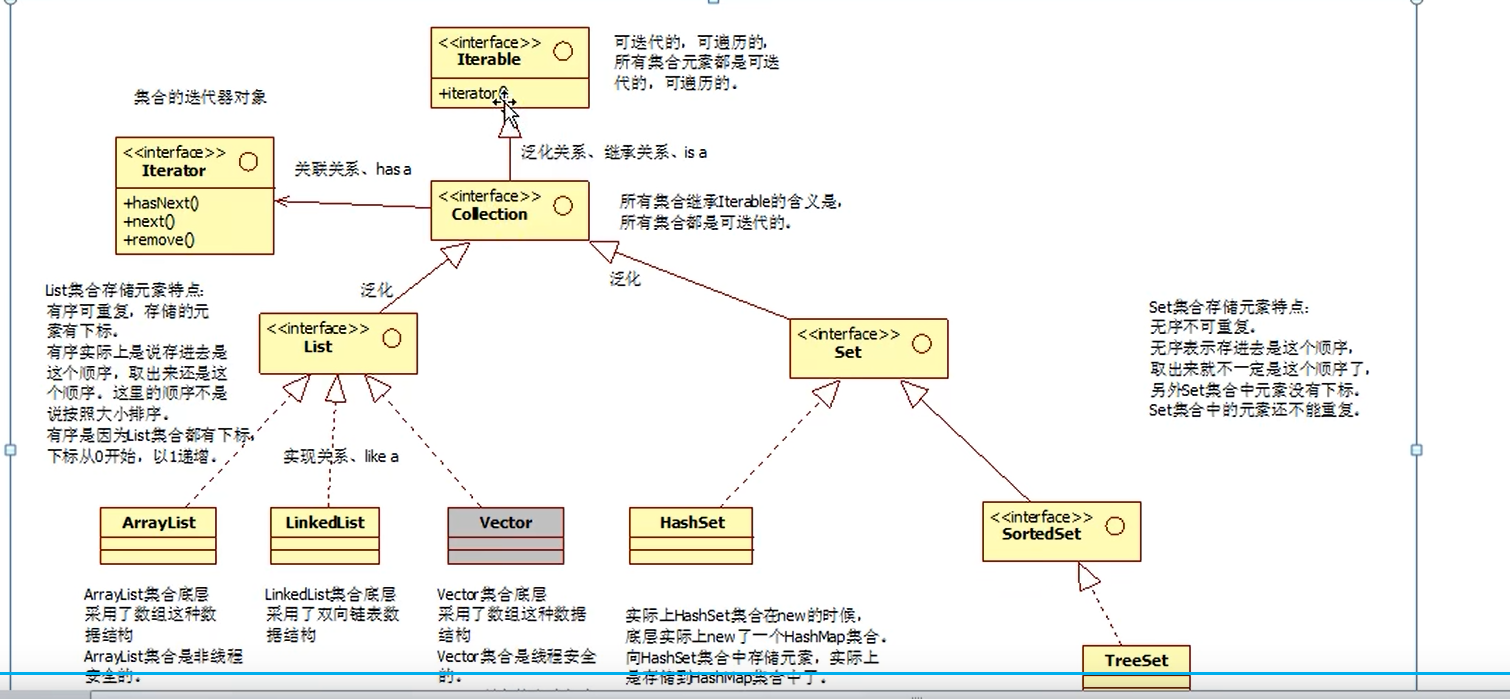 <<interface>>
Iterable
+iterator()
可迭代的，可遍历的，
所有集合元素都是可迭
代的，可遍历的。
集合的迭代器对象
<<interface>>
Iterator
+hasNext()
+next()
+remove()
关联关系、has a
泛化关系、继承关系、is a
<<interface>>
Collection
所有集合继承Iterable的含义是，
所有集合都是可迭代的。
泛化
泛化
List集合存储元素特点:
有序可重复，存储的元
素有下标。
有序实际上是说存进去是
这个顺序，取出来还是这
个顺序。这里的顺序不是
说按照大小排序。
有序是因为List集合都有下标，
下标从0开始，以1递增。
<<interface>>
List
<<interface>>
Set
Set集合存储元素特点:
无序不可重复。
无序表示存进去是这个顺序，
取出来就不一定是这个顺序了，
另外Set集合中元素没有下标。
Set集合中的元素还不能重复。
实现关系、like a
ArrayList
LinkedList
Vector
HashSet
<<interface>>
SortedSet
ArrayList集合底层
采用了数组这种数
据结构
ArrayList集合是非线程
安全的。
LinkedList集合底层
采用了双向链表数
据结构
Vector集合底层
采用了数组这种数据
结构
Vector集合是线程安全
的。
实际上HashSet集合在new的时候，
底层实际上new了一个HashMap集合。
向HashSet集合中存储元素，实际上
是存储到HashMap集合中了。
TreeSet